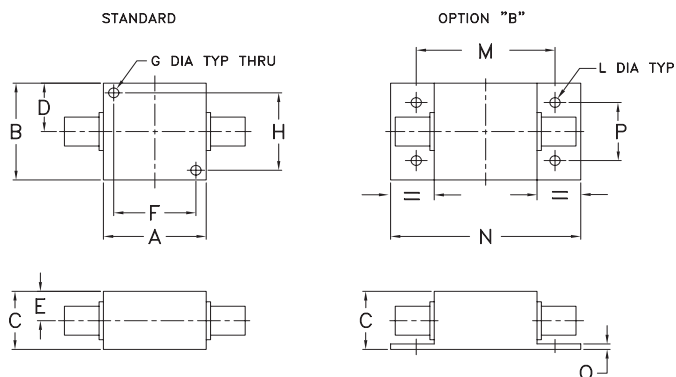 STANDARD
OPTION "B"
G DIA TYP THRU
M
L DIA TYP
D
B
H
P
F
A
=
=
N
E
C
C
Q